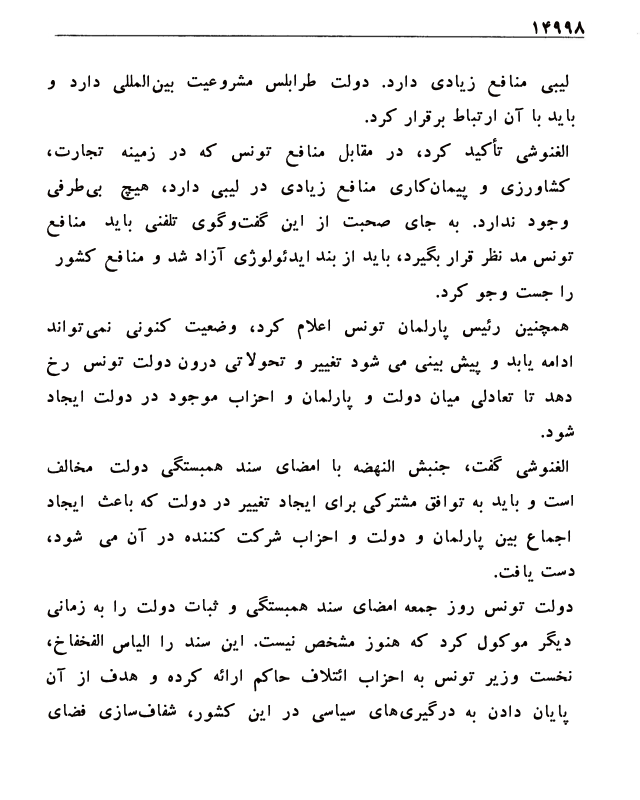 ۱۴۹۹۸
لیبی منافع زیادی دارد. دولت طرابلس مشروعیت بین‌المللی دارد و
باید با آن ارتباط برقرار کرد.
الغنوشی تأکید کرد، در مقابل منافع تونس که در زمینه تجارت،
کشاورزی و پیمان‌کاری منافع زیادی در لیبی دارد، هیچ بی‌طرفی
وجود ندارد. به جای صحبت از این گفت‌وگوی تلفنی باید منافع
تونس مد نظر قرار بگیرد، باید از بند ایدئولوژی آزاد شد و منافع کشور
را جست وجو کرد.
همچنین رئیس پارلمان تونس اعلام کرد، وضعیت کنونی نمی‌تواند
ادامه یابد و پیش بینی می شود تغییر و تحولاتی درون دولت تونس رخ
دهد تا تعادلی میان دولت و پارلمان و احزاب موجود در دولت ایجاد
شود.
الغنوشی گفت، جنبش النهضه با امضای سند همبستگی دولت مخالف
است و باید به توافق مشترکی برای ایجاد تغییر در دولت که باعث ایجاد
اجماع بین پارلمان و دولت و احزاب شرکت کننده در آن می شود،
دست یافت.
دولت تونس روز جمعه امضای سند همبستگی و ثبات دولت را به زمانی
دیگر موکول کرد که هنوز مشخص نیست. این سند را الیاس الفخفاخ،
نخست وزیر تونس به احزاب ائتلاف حاکم ارائه کرده و هدف از آن
پایان دادن به درگیری‌های سیاسی در این کشور، شفاف‌سازی فضای